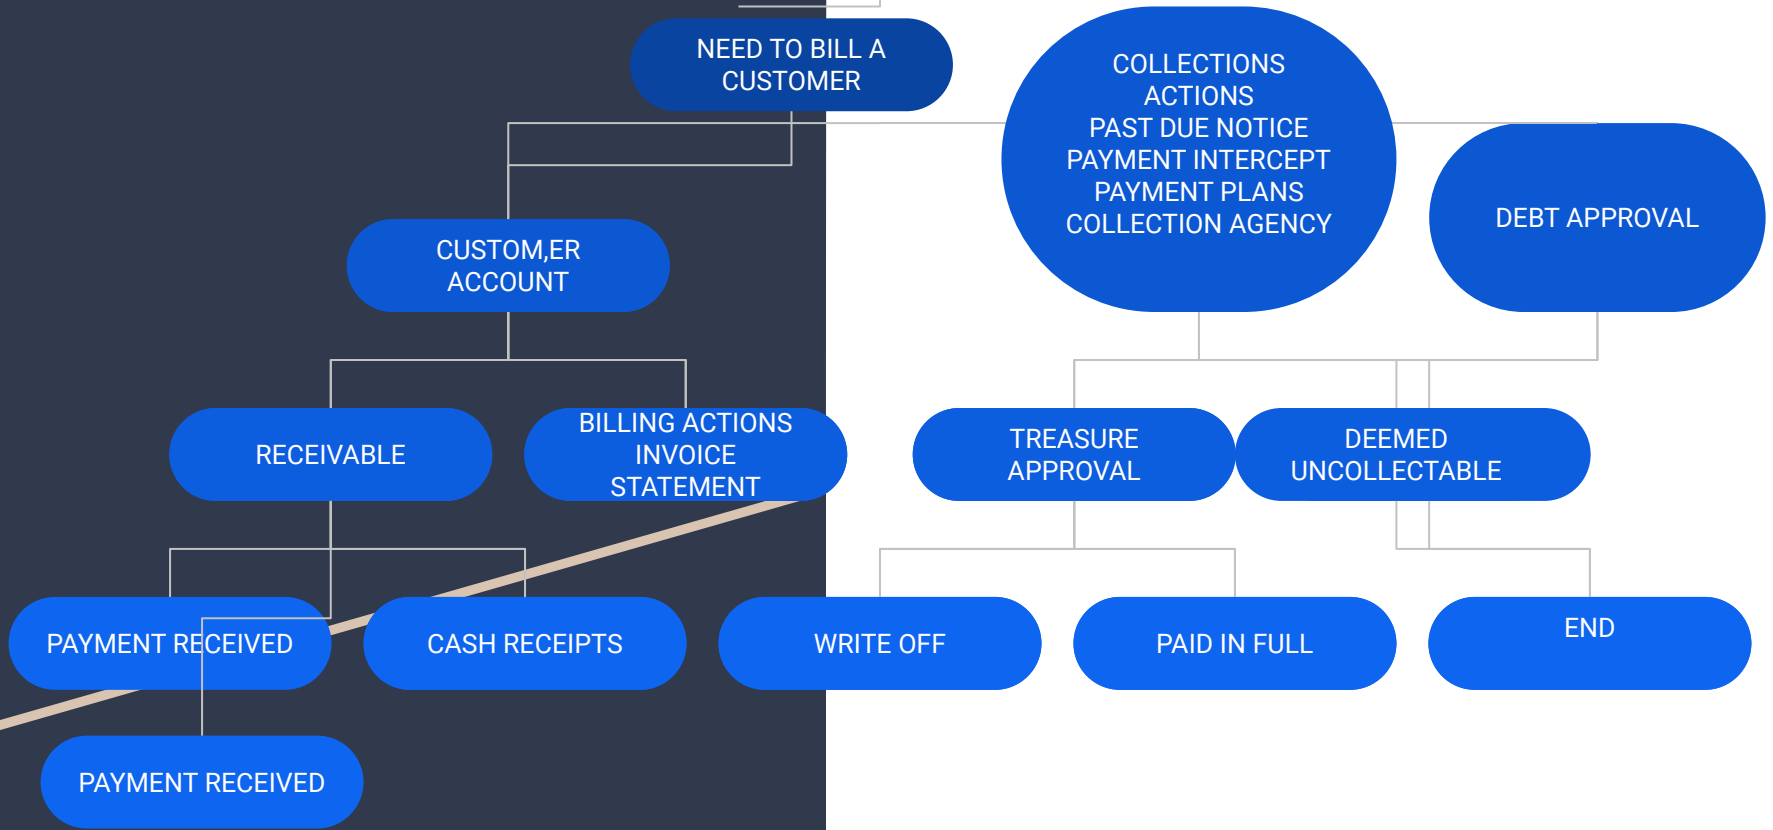 NEED TO BILL A
CUSTOMER
COLLECTIONS
ACTIONS
PAST DUE NOTICE
PAYMENT INTERCEPT
PAYMENT PLANS
COLLECTION AGENCY
DEBT APPROVAL
CUSTOM,ER
ACCOUNT
RECEIVABLE
BILLING ACTIONS
INVOICE
STATEMENT
TREASURE
APPROVAL
DEEMED
UNCOLLECTABLE
PAYMENT RECEIVED
CASH RECEIPTS
WRITE OFF
PAID IN FULL
END
PAYMENT RECEIVED